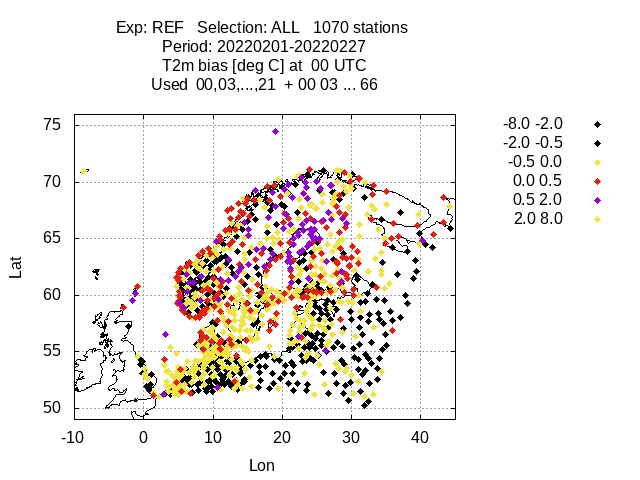 Exp: REF   Selection: ALL   1070 stations
Period: 20220201-20220227
T2m bias [deg C] at  00 UTC
Used  00,03,...,21  + 00 03 ... 66
-8.0 -2.0
-2.0 -0.5
-0.5 0.0
0.0 0.5
0.5 2.0
2.0 8.0
75
70
65
60
55
50
Lat
-10 0 10 20 30 40
Lon